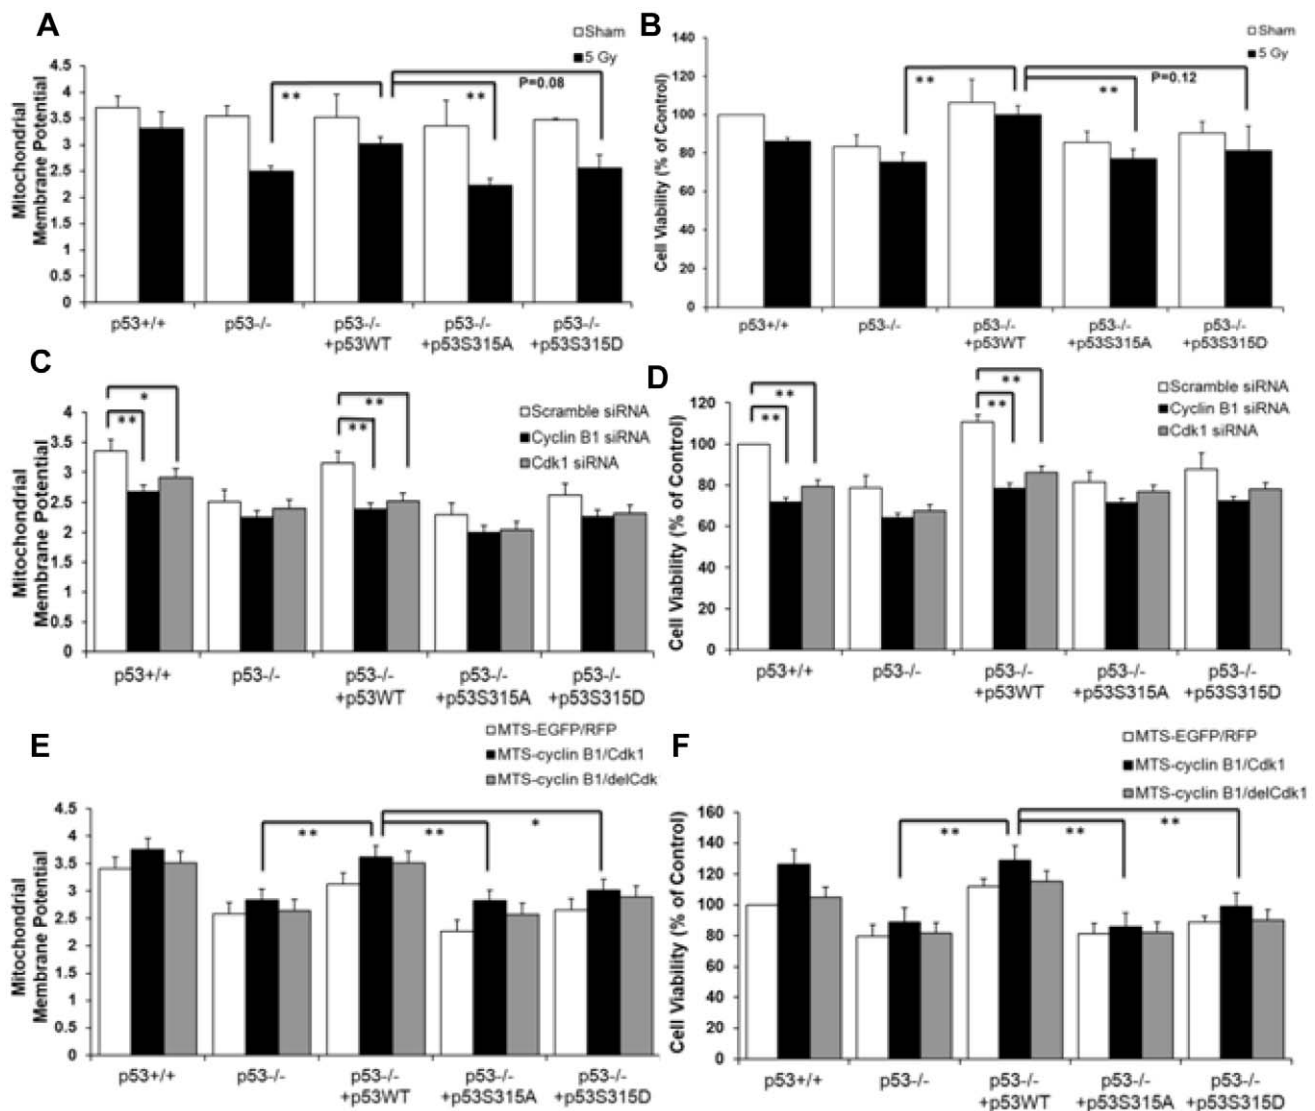 A
Sham
5 Gy
Mitochondrial
Membrane Potential
4.5
4
3.5
3
2.5
2
1.5
1
0.5
0
**
**
P=0.08
p53+/+
p53-/-
p53-/-
+p53WT
p53-/-
+p53S315A
p53-/-
+p53S315D
B
Sham
5 Gy
Cell Viability (% of Control)
140
120
100
80
60
40
20
0
**
**
P=0.12
p53+/+
p53-/-
p53-/-
+p53WT
p53-/-
+p53S315A
p53-/-
+p53S315D
C
Scramble siRNA
Cyclin B1 siRNA
Cdk1 siRNA
Mitochondrial
Membrane Potential
4
3.5
3
2.5
2
1.5
1
0.5
0
*
**
**
**
p53+/+
p53-/-
p53-/-
+p53WT
p53-/-
+p53S315A
p53-/-
+p53S315D
D
Scramble siRNA
Cyclin B1 siRNA
Cdk1 siRNA
Cell Viability (% of Control)
120
100
80
60
40
20
0
**
**
**
**
p53+/+
p53-/-
p53-/-
+p53WT
p53-/-
+p53S315A
p53-/-
+p53S315D
E
MTS-EGFP/RFP
MTS-cyclin B1/Cdk1
MTS-cyclin B1/delCdk
Mitochondrial
Membrane Potential
4.5
4
3.5
3
2.5
2
1.5
1
0.5
0
**
**
*
p53+/+
p53-/-
p53-/-
+p53WT
p53-/-
+p53S315A
p53-/-
+p53S315D
F
MTS-EGFP/RFP
MTS-cyclin B1/Cdk1
MTS-cyclin B1/delCdk1
Cell Viability (% of Control)
160
140
120
100
80
60
40
20
0
**
**
**
p53+/+
p53-/-
p53-/-
+p53WT
p53-/-
+p53S315A
p53-/-
+p53S315D